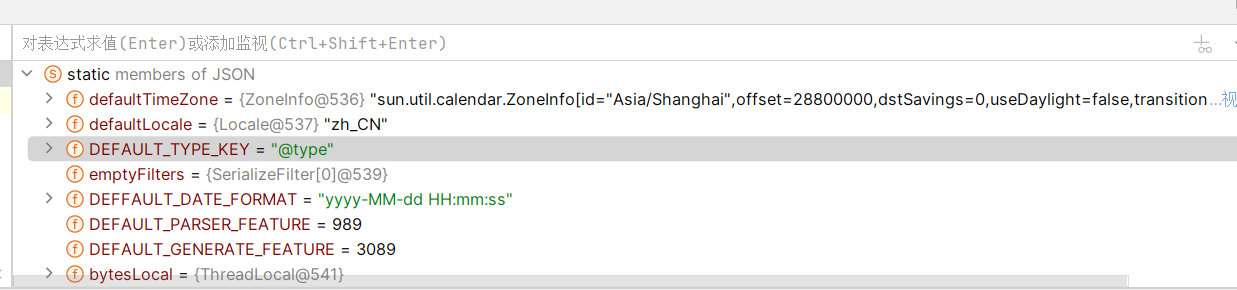 对表达式求值(Enter)或添加监视(Ctrl+Shift+Enter)
static members of JSON
defaultTimeZone = {ZoneInfo@536} "sun.util.calendar.ZoneInfo[id="Asia/Shanghai",offset=28800000,dstSavings=0,useDaylight=false,transition...视
defaultLocale = {Locale@537} "zh_CN"
DEFAULT_TYPE_KEY = "@type"
emptyFilters = {SerializeFilter[0]@539}
DEFFAULT_DATE_FORMAT = "yyyy-MM-dd HH:mm:ss"
DEFAULT_PARSER_FEATURE = 989
DEFAULT_GENERATE_FEATURE = 3089
bytesLocal = {ThreadLocal@541}